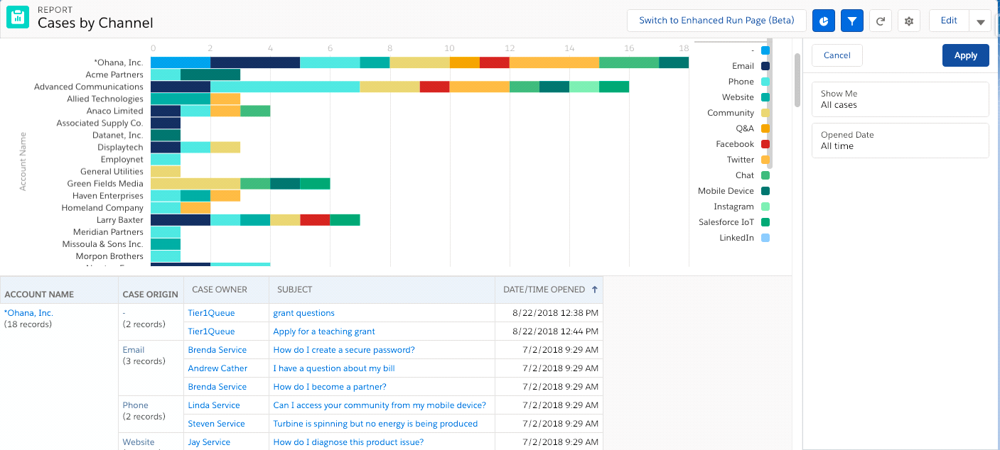 REPORT
Cases by Channel
Switch to Enhanced Run Page (Beta)
Edit
0 2 4 6 8 10 12 14 16 18
Account Name
*Ohana, Inc.
Acme Partners
Advanced Communications
Allied Technologies
Anaco Limited
Associated Supply Co.
Datanet, Inc.
Displaytech
Employnet
General Utilities
Green Fields Media
Haven Enterprises
Homeland Company
Larry Baxter
Meridian Partners
Missoula & Sons Inc.
Morpon Brothers
-
Email
Phone
Website
Community
Q&A
Facebook
Twitter
Chat
Mobile Device
Instagram
Salesforce IoT
LinkedIn
Cancel
Apply
Show Me
All cases
Opened Date
All time
ACCOUNT NAME CASE ORIGIN CASE OWNER SUBJECT DATE/TIME OPENED ↑
*Ohana, Inc. - Tier1Queue grant questions 8/22/2018 12:38 PM
(18 records) (2 records)
Tier1Queue Apply for a teaching grant 8/22/2018 12:44 PM
Email Brenda Service How do I create a secure password? 7/2/2018 9:29 AM
(3 records)
Andrew Cather I have a question about my bill 7/2/2018 9:29 AM
Brenda Service How do I become a partner? 7/2/2018 9:29 AM
Phone Linda Service Can I access your community from my mobile device? 7/2/2018 9:29 AM
(2 records)
Steven Service Turbine is spinning but no energy is being produced 7/2/2018 9:29 AM
Website Jay Service How do I diagnose this product issue? 7/2/2018 9:29 AM